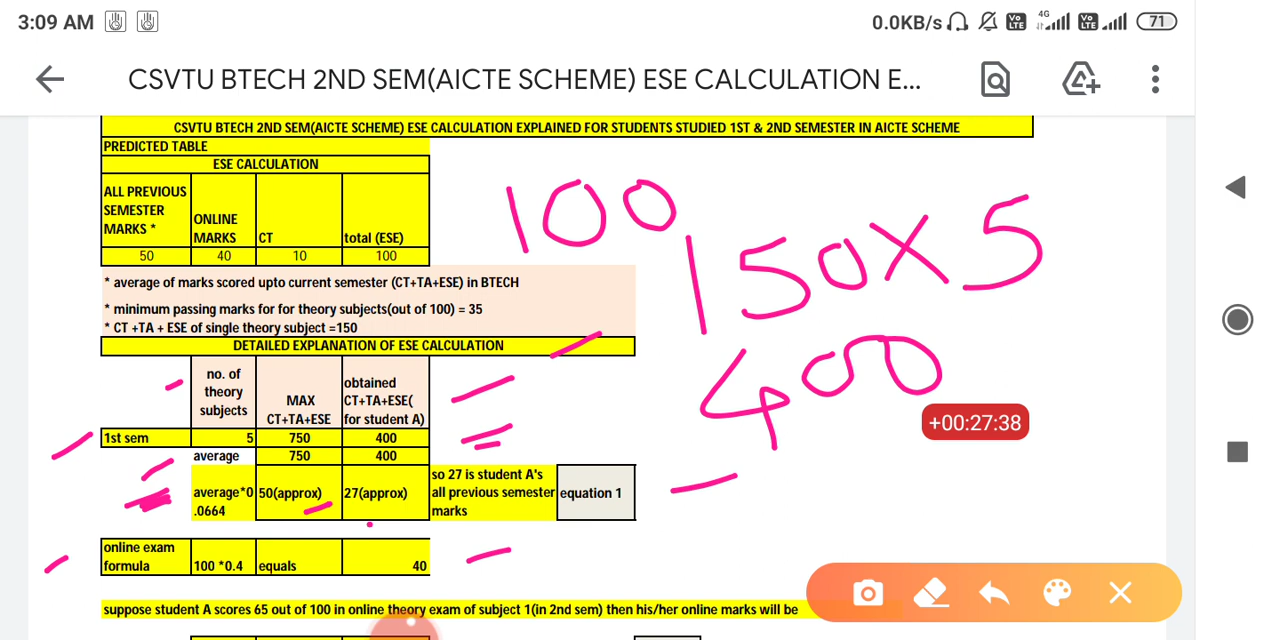 3:09 AM 0.0KB/s Vo LTE 4G Vo LTE 71
CSVTU BTECH 2ND SEM(AICTE SCHEME) ESE CALCULATION E...
CSVTU BTECH 2ND SEM(AICTE SCHEME) ESE CALCULATION EXPLAINED FOR STUDENTS STUDIED 1ST & 2ND SEMESTER IN AICTE SCHEME
PREDICTED TABLE
ESE CALCULATION
ALL PREVIOUS
SEMESTER
MARKS *
ONLINE
MARKS
CT
total (ESE)
50 40 10 100
100
150X5
400
* average of marks scored upto current semester (CT+TA+ESE) in BTECH
* minimum passing marks for for theory subjects(out of 100) = 35
* CT +TA + ESE of single theory subject =150
DETAILED EXPLANATION OF ESE CALCULATION
no. of
theory
subjects
MAX
CT+TA+ESE
obtained
CT+TA+ESE(
for student A)
1st sem 5 750 400
average 750 400
average*0
.0664
50(approx)
27(approx)
so 27 is student A's
all previous semester
marks
equation 1
+00:27:38
online exam
formula
100 *0.4
equals
40
suppose student A scores 65 out of 100 in online theory exam of subject 1(in 2nd sem) then his/her online marks will be